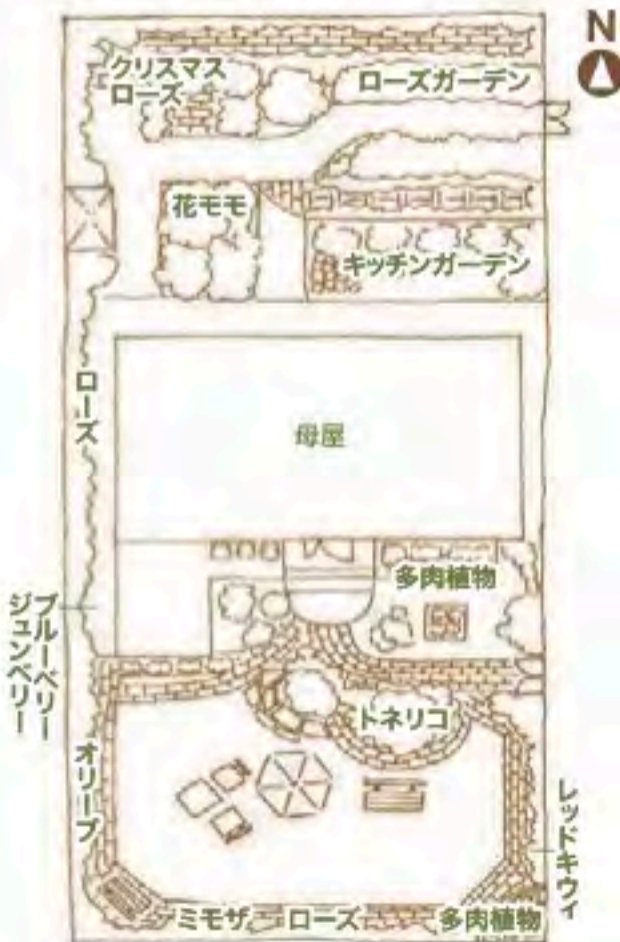 N
クリスマス
ローズ
ローズガーデン
花モモ
キッチンガーデン
ローズ
母屋
多肉植物
ブルーベリー
ジュンベリー
トネリコ
オリーブ
レッドキウィ
ミモザ
ローズ
多肉植物